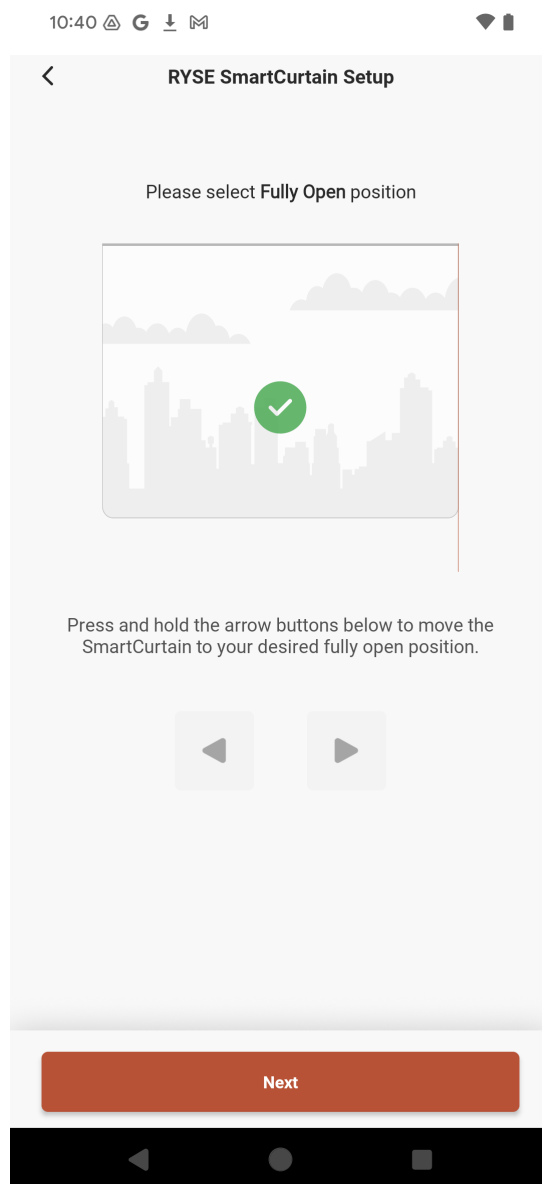 10:40
RYSE SmartCurtain Setup
Please select Fully Open position
Press and hold the arrow buttons below to move the
SmartCurtain to your desired fully open position.
Next